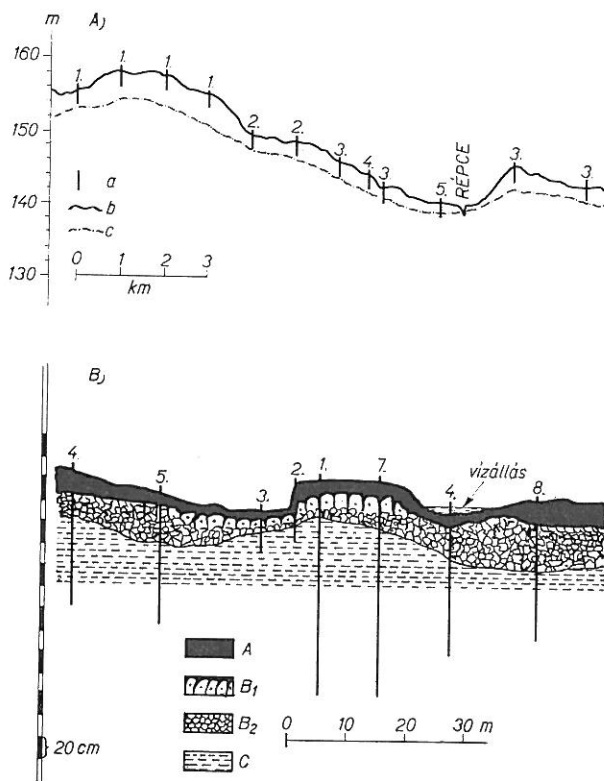 m A)
160
150
140
130
1. 1. 1. 1. 2. 2. 3. 4. 3. 5. RÉPCE 3. 3.
a
b
c
0 1 2 3
km
B)
4. 5. 3. 2. 1. 7. 4. vízállás 8.
A
B1
B2
C
0 10 20 30 m
20 cm